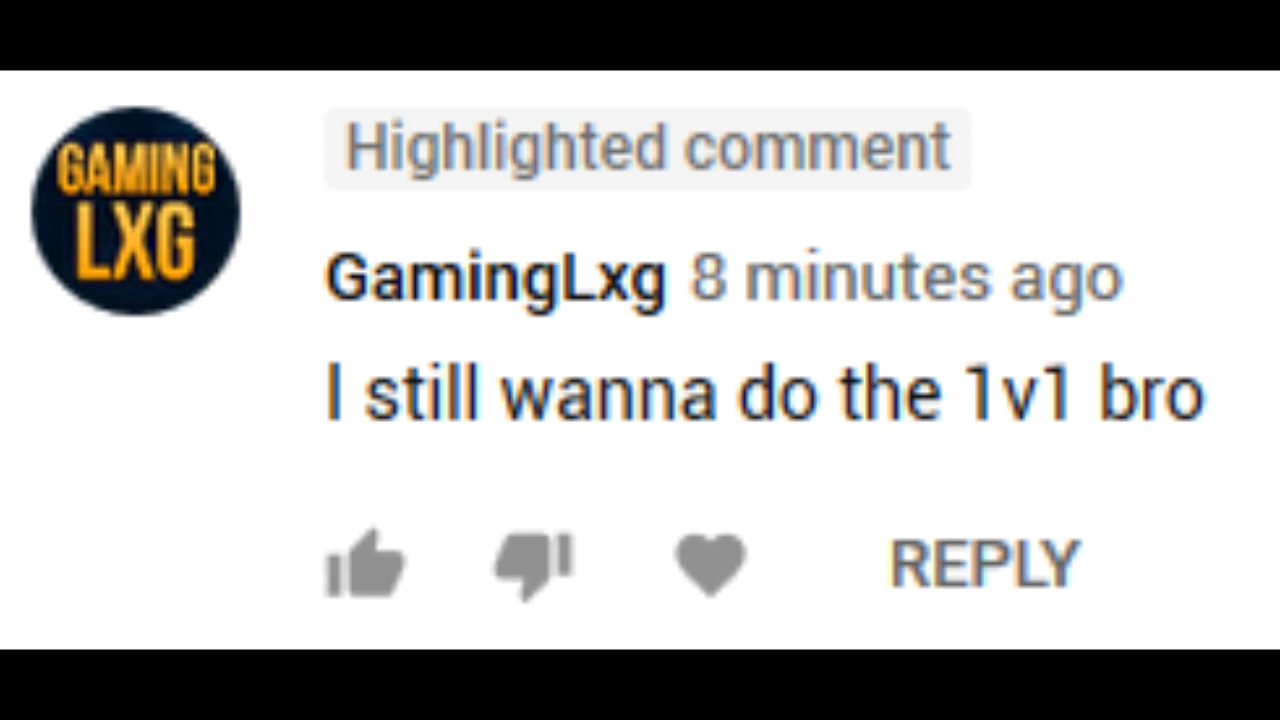 GAMING
LXG
Highlighted comment
GamingLxg 8 minutes ago
I still wanna do the 1v1 bro
REPLY